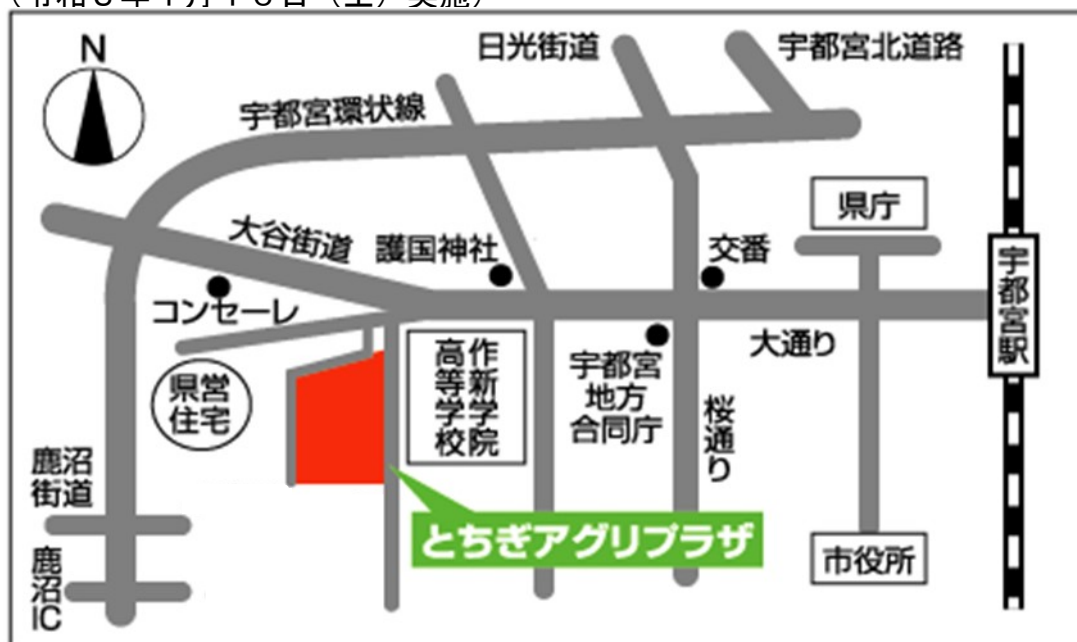 N
日光街道
宇都宮北道路
宇都宮環状線
県庁
大谷街道
護国神社
交番
宇都宮駅
コンセーレ
大通り
作新学院
高等学校
宇都宮
地方
合同庁
県営
住宅
桜通り
鹿沼
街道
とちぎアグリプラザ
市役所
鹿沼IC